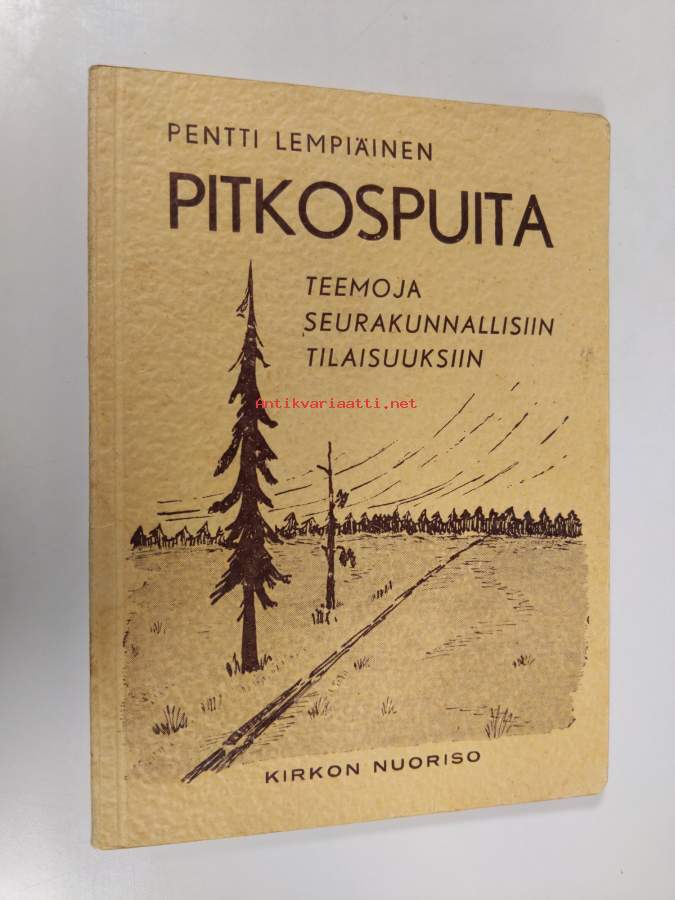 PENTTI LEMPIÄINEN
PITKOSPUITA
TEEMOJA
SEURAKUNNALLISIIN
TILAISUUKSIIN
Antikvariaatti.net
KIRKON NUORISO